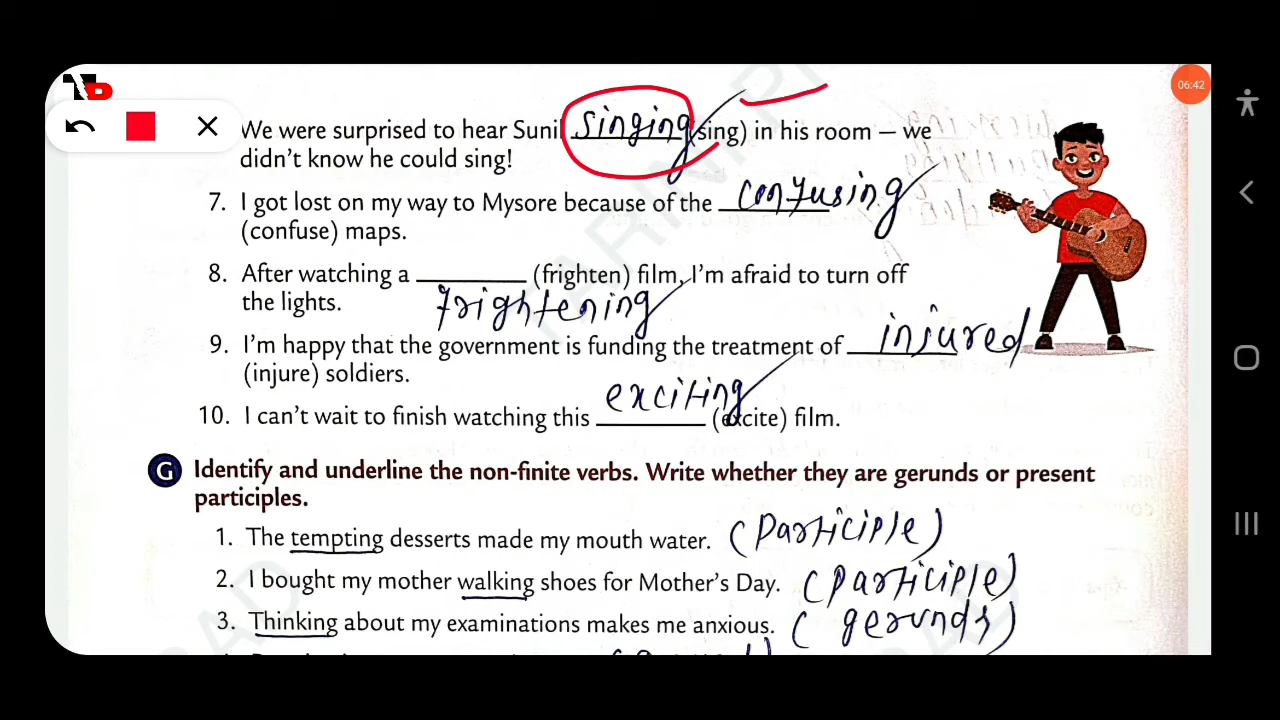 06:42
We were surprised to hear Sunil singing (sing) in his room – we
didn't know he could sing!
7. I got lost on my way to Mysore because of the confusing
(confuse) maps.
8. After watching a ________ (frighten) film, I'm afraid to turn off
the lights. frightening
9. I'm happy that the government is funding the treatment of injured
(injure) soldiers.
exciting
10. I can't wait to finish watching this ________ (excite) film.
G Identify and underline the non-finite verbs. Write whether they are gerunds or present
participles.
1. The tempting desserts made my mouth water. (Participle)
2. I bought my mother walking shoes for Mother's Day. (participle)
3. Thinking about my examinations makes me anxious. (gerunds)